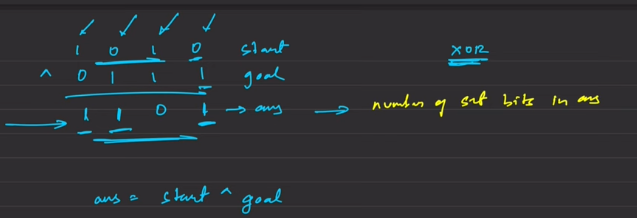 1 0 1 0 start
XOR
^ 0 1 1 1 goal
1 1 0 1 → ans → number of set bits in ans
ans = start ^ goal